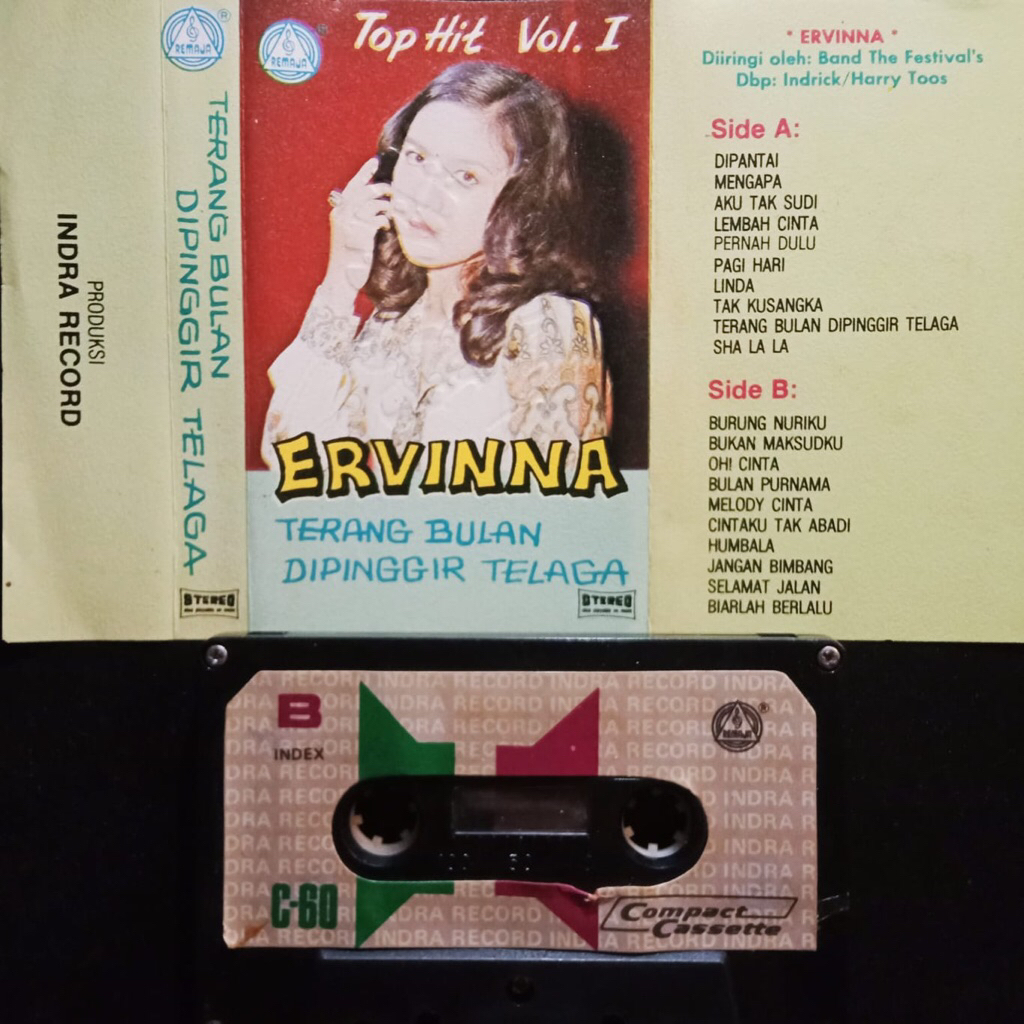 PRODUKSI
INDRA RECORD
REMAJA
®
TERANG BULAN
DIPINGGIR TELAGA
STEREO
REMAJA
®
Top Hit Vol. I
ERVINNA
TERANG BULAN
DIPINGGIR TELAGA
STEREO
* ERVINNA *
Diiringi oleh: Band The Festival's
Dbp: Indrick/Harry Toos
Side A:
DIPANTAI
MENGAPA
AKU TAK SUDI
LEMBAH CINTA
PERNAH DULU
PAGI HARI
LINDA
TAK KUSANGKA
TERANG BULAN DIPINGGIR TELAGA
SHA LA LA
Side B:
BURUNG NURIKU
BUKAN MAKSUDKU
OH! CINTA
BULAN PURNAMA
MELODY CINTA
CINTAKU TAK ABADI
HUMBALA
JANGAN BIMBANG
SELAMAT JALAN
BIARLAH BERLALU
B
INDEX
REMAJA
®
INDRA RECORD
100 50
C-60
Compact
Cassette